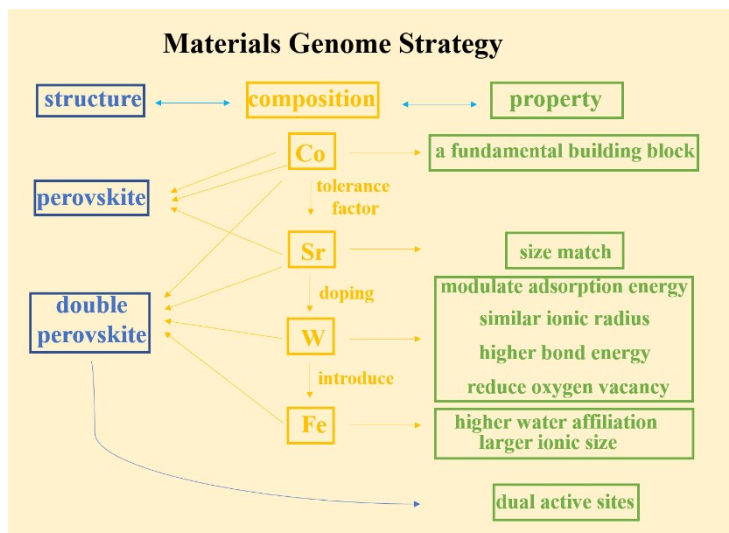 Materials Genome Strategy
structure
composition
property
Co
a fundamental building block
perovskite
tolerance
factor
Sr
size match
double
perovskite
doping
modulate adsorption energy
similar ionic radius
W
higher bond energy
introduce
reduce oxygen vacancy
Fe
higher water affiliation
larger ionic size
dual active sites